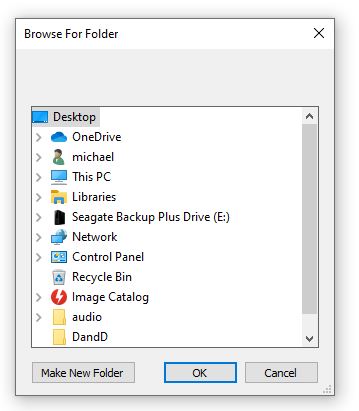 Browse For Folder
Desktop
OneDrive
michael
This PC
Libraries
Seagate Backup Plus Drive (E:)
Network
Control Panel
Recycle Bin
Image Catalog
audio
DandD
Make New Folder
OK
Cancel